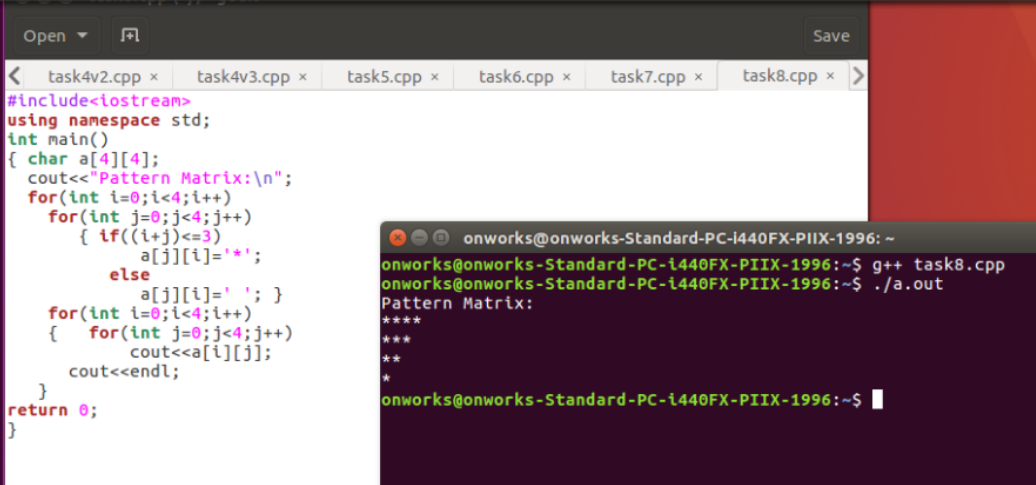 Open Save
task4v2.cpp × task4v3.cpp × task5.cpp × task6.cpp × task7.cpp × task8.cpp ×
#include<iostream>
using namespace std;
int main()
{ char a[4][4];
  cout<<"Pattern Matrix:\n";
  for(int i=0;i<4;i++)
    for(int j=0;j<4;j++)
       { if((i+j)<=3)
             a[j][i]='*';
          else
             a[j][i]=' '; }
    for(int i=0;i<4;i++)
    {   for(int j=0;j<4;j++)
            cout<<a[i][j];
      cout<<endl;
   }
return 0;
}
onworks@onworks-Standard-PC-i440FX-PIIX-1996: ~
onworks@onworks-Standard-PC-i440FX-PIIX-1996:~$ g++ task8.cpp
onworks@onworks-Standard-PC-i440FX-PIIX-1996:~$ ./a.out
Pattern Matrix:
****
***
**
*
onworks@onworks-Standard-PC-i440FX-PIIX-1996:~$